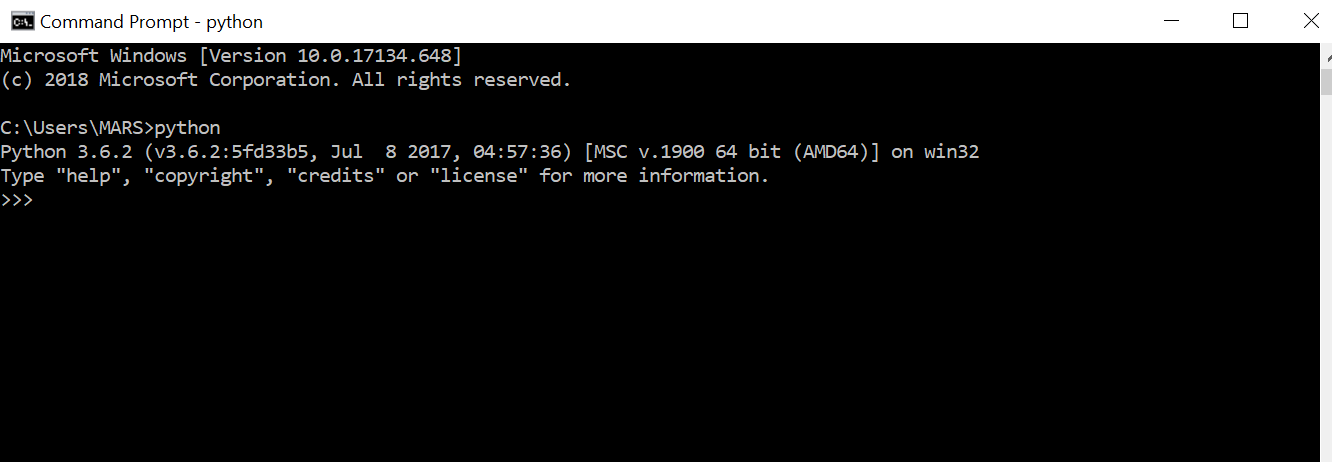 Command Prompt - python
Microsoft Windows [Version 10.0.17134.648]
(c) 2018 Microsoft Corporation. All rights reserved.
C:\Users\MARS>python
Python 3.6.2 (v3.6.2:5fd33b5, Jul  8 2017, 04:57:36) [MSC v.1900 64 bit (AMD64)] on win32
Type "help", "copyright", "credits" or "license" for more information.
>>>